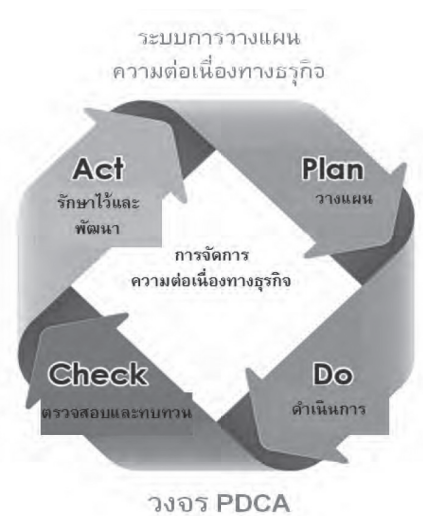 ระบบการวางแผน
ความต่อเนื่องทางธรุกิจ
Act
รักษาไว้และ
พัฒนา
Plan
วางแผน
การจัดการ
ความต่อเนื่องทางธุรกิจ
Check
ตรวจสอบและทบทวน
Do
ดำเนินการ
วงจร PDCA